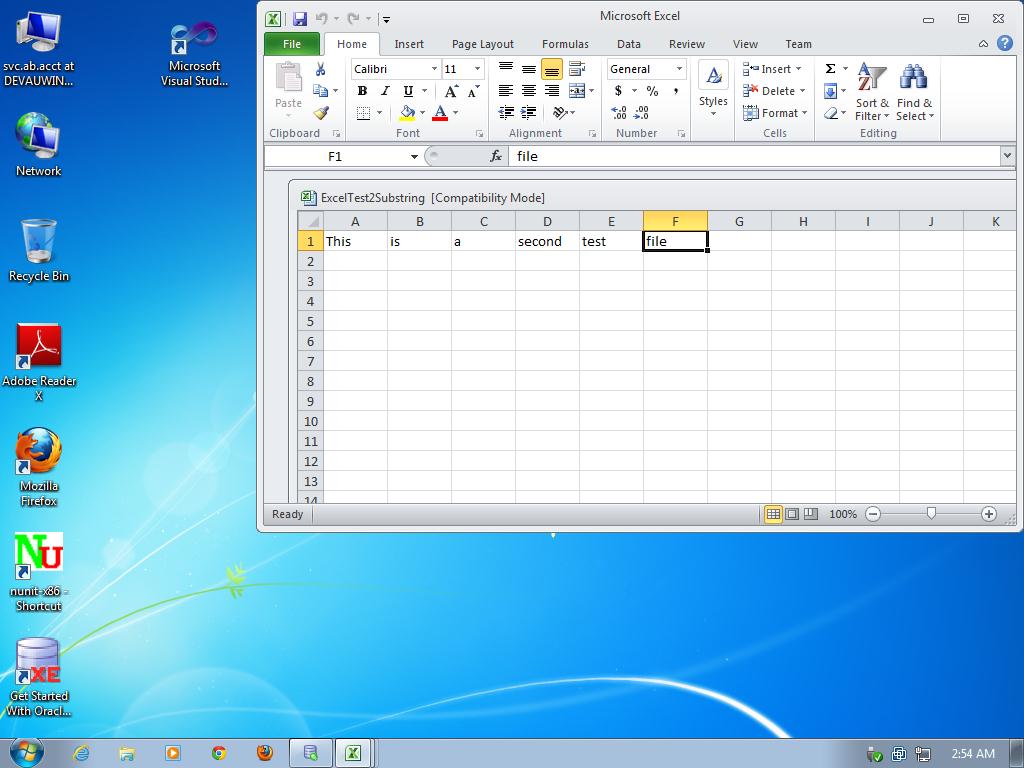 svc.ab.acct at
DEVAUWIN...
Microsoft
Visual Stud...
Network
Recycle Bin
Adobe Reader
X
Mozilla
Firefox
NU
nunit-x86 -
Shortcut
XE
Get Started
With Oracl...
Microsoft Excel
File Home Insert Page Layout Formulas Data Review View Team
Paste
Clipboard
Calibri 11
B I U A A
A
Font
Alignment
General
$ % ,
.00 .0
Number
A
Styles
Insert
Delete
Format
Cells
Σ
Sort &
Filter
Find &
Select
Editing
F1 fx file
ExcelTest2Substring [Compatibility Mode]
A B C D E F G H I J K
1 This is a second test file
2
3
4
5
6
7
8
9
10
11
12
13
14
Ready 100%
2:54 AM